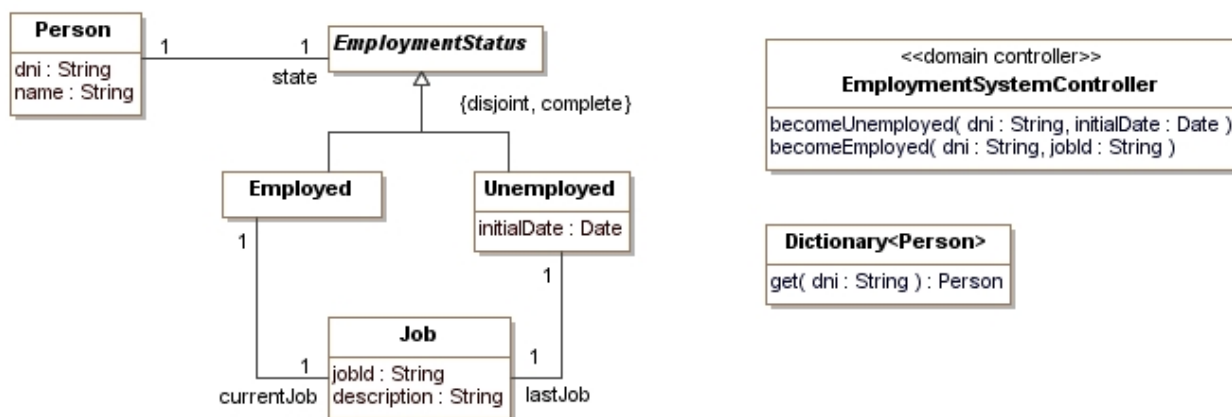 Person
dni : String
name : String
1
1
state
EmploymentStatus
{disjoint, complete}
Employed
Unemployed
initialDate : Date
1
1
Job
jobId : String
description : String
1
currentJob
1
lastJob
<<domain controller>>
EmploymentSystemController
becomeUnemployed( dni : String, initialDate : Date )
becomeEmployed( dni : String, jobId : String )
Dictionary<Person>
get( dni : String ) : Person